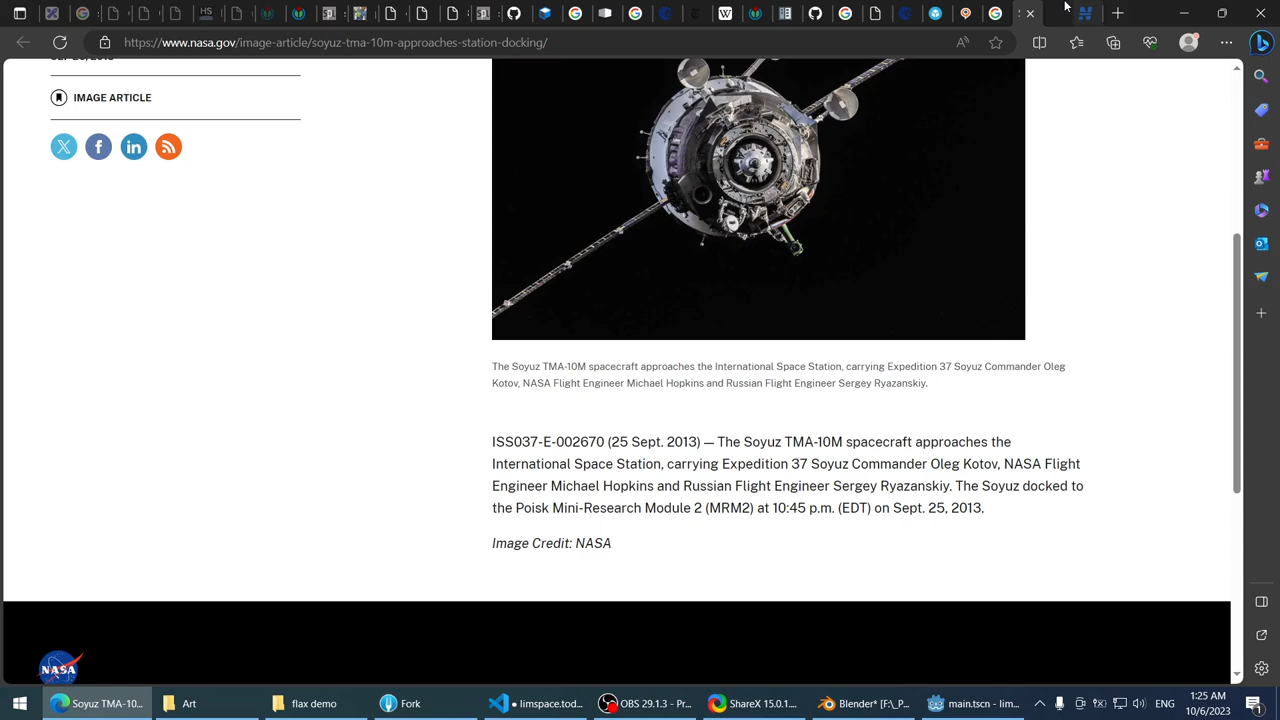 https://www.nasa.gov/image-article/soyuz-tma-10m-approaches-station-docking/
IMAGE ARTICLE
The Soyuz TMA-10M spacecraft approaches the International Space Station, carrying Expedition 37 Soyuz Commander Oleg
Kotov, NASA Flight Engineer Michael Hopkins and Russian Flight Engineer Sergey Ryazanskiy.
ISS037-E-002670 (25 Sept. 2013) — The Soyuz TMA-10M spacecraft approaches the
International Space Station, carrying Expedition 37 Soyuz Commander Oleg Kotov, NASA Flight
Engineer Michael Hopkins and Russian Flight Engineer Sergey Ryazanskiy. The Soyuz docked to
the Poisk Mini-Research Module 2 (MRM2) at 10:45 p.m. (EDT) on Sept. 25, 2013.
Image Credit: NASA
NASA
Soyuz TMA-10...
Art
flax demo
Fork
● limspace.tod...
OBS 29.1.3 - Pr...
ShareX 15.0.1....
Blender* [F:\_P...
main.tscn - lim...
ENG
1:25 AM
10/6/2023